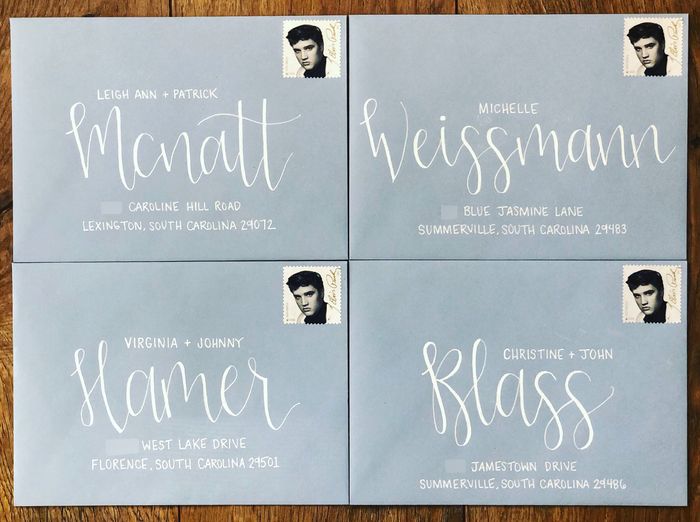 LEIGH ANN + PATRICK
Mcnatt
CAROLINE HILL ROAD
LEXINGTON, SOUTH CAROLINA 29072
MICHELLE
Weissmann
BLUE JASMINE LANE
SUMMERVILLE, SOUTH CAROLINA 29483
VIRGINIA + JOHNNY
Hamer
WEST LAKE DRIVE
FLORENCE, SOUTH CAROLINA 29501
CHRISTINE + JOHN
Blass
JAMESTOWN DRIVE
SUMMERVILLE, SOUTH CAROLINA 29486